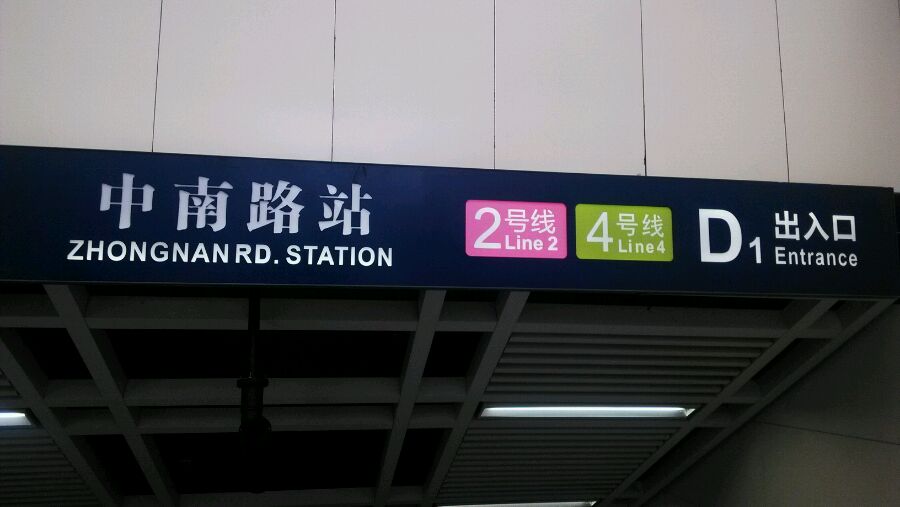 中南路站
ZHONGNAN RD. STATION
2号线
Line 2
4号线
Line 4
D1
出入口
Entrance